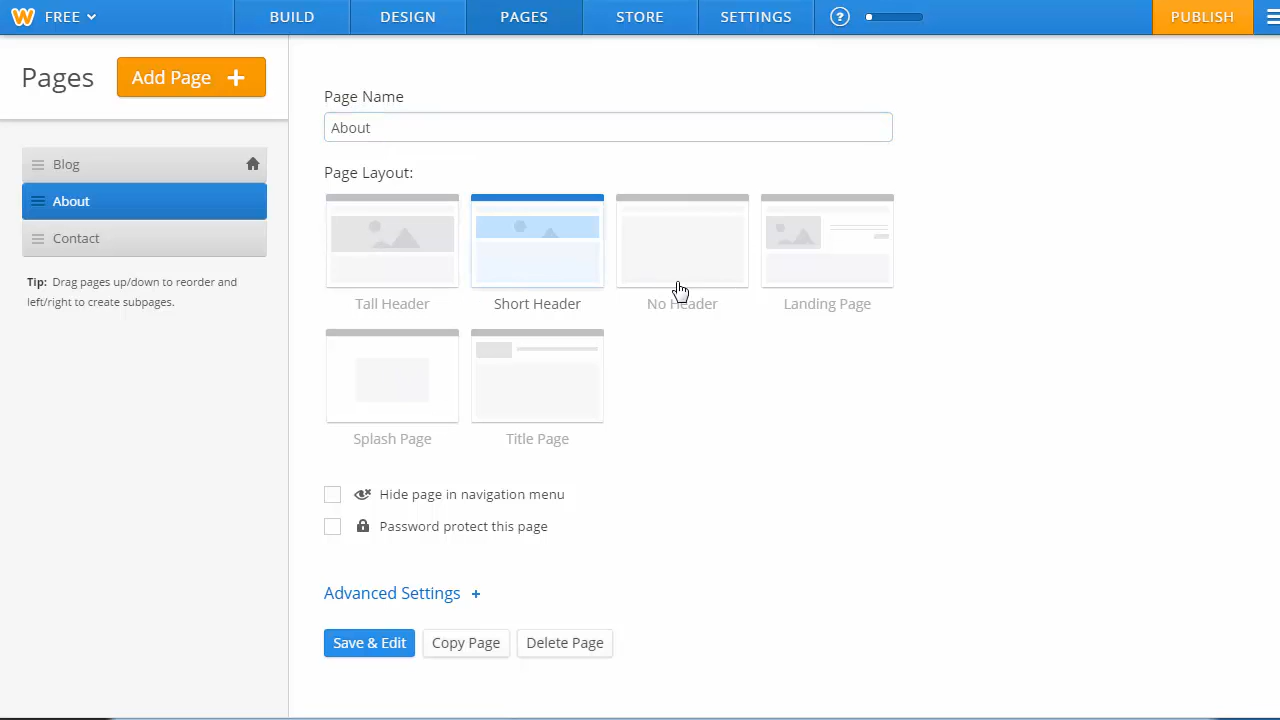 FREE
BUILD
DESIGN
PAGES
STORE
SETTINGS
?
PUBLISH
Pages
Add Page +
Blog
About
Contact
Tip: Drag pages up/down to reorder and
left/right to create subpages.
Page Name
About
Page Layout:
Tall Header
Short Header
No Header
Landing Page
Splash Page
Title Page
Hide page in navigation menu
Password protect this page
Advanced Settings +
Save & Edit
Copy Page
Delete Page